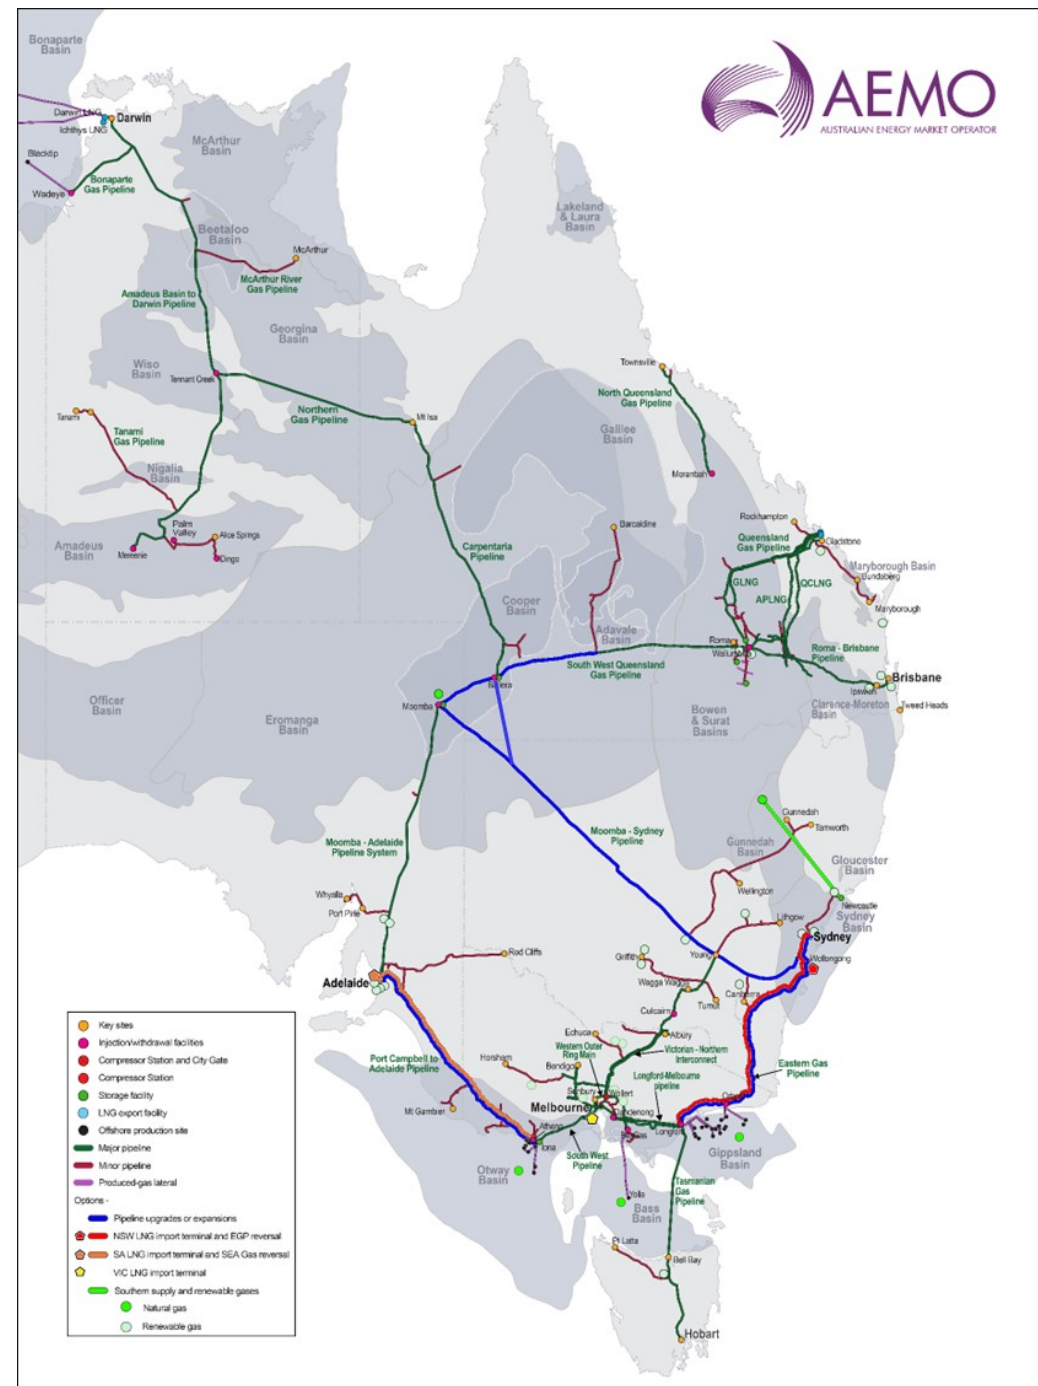 AEMO
AUSTRALIAN ENERGY MARKET OPERATOR
Bonaparte
Basin
Darwin LNG
Darwin
Ichthys LNG
Blacktip
Bonaparte
Gas Pipeline
Wadeye
McArthur
Basin
Lakeland
& Laura
Basin
Beetaloo
Basin
McArthur
McArthur River
Gas Pipeline
Amadeus Basin to
Darwin Pipeline
Georgina
Basin
Wiso
Basin
Tennant Creek
Northern
Gas Pipeline
Mt Isa
Townsville
North Queensland
Gas Pipeline
Galilee
Basin
Moranbah
Tanami
Tanami
Gas Pipeline
Nigalia
Basin
Palm
Valley
Alice Springs
Amadeus
Basin
Mereenie
Dingo
Barcaldine
Rockhampton
Carpentaria
Pipeline
Queensland
Gas Pipeline
Gladstone
Maryborough Basin
Bundaberg
GLNG
APLNG
QCLNG
Maryborough
Cooper
Basin
Adavale
Basin
Roma
Roma - Brisbane
Pipeline
South West Queensland
Gas Pipeline
Brisbane
Ipswich
Tweed Heads
Clarence-Moreton
Basin
Bowen
& Surat
Basins
Officer
Basin
Eromanga
Basin
Moomba
Moomba - Sydney
Pipeline
Moomba - Adelaide
Pipeline System
Gunnedah
Tamworth
Gunnedah
Basin
Gloucester
Basin
Wellington
Newcastle
Sydney
Basin
Lithgow
Sydney
Wollongong
Whyalla
Port Pirie
Red Cliffs
Griffith
Young
Wagga Wagga
Tumut
Canberra
Adelaide
Culcairn
Albury
Echuca
Western Outer
Ring Main
Victorian - Northern
Interconnect
Horsham
Bendigo
Port Campbell to
Adelaide Pipeline
Sunbury
Wollert
Longford-Melbourne
pipeline
Eastern Gas
Pipeline
Mt Gambier
Melbourne
Dandenong
Longford
Iona
South West
Pipeline
Otway
Basin
Gippsland
Basin
Tasmanian
Gas
Pipeline
Yolla
Bass
Basin
Pt Latta
Bell Bay
Hobart
Key sites
Injection/withdrawal facilities
Compressor Station and City Gate
Compressor Station
Storage facility
LNG export facility
Offshore production site
Major pipeline
Minor pipeline
Produced-gas lateral
Options -
Pipeline upgrades or expansions
NSW LNG import terminal and EGP reversal
SA LNG import terminal and SEA Gas reversal
VIC LNG import terminal
Southern supply and renewable gases
Natural gas
Renewable gas